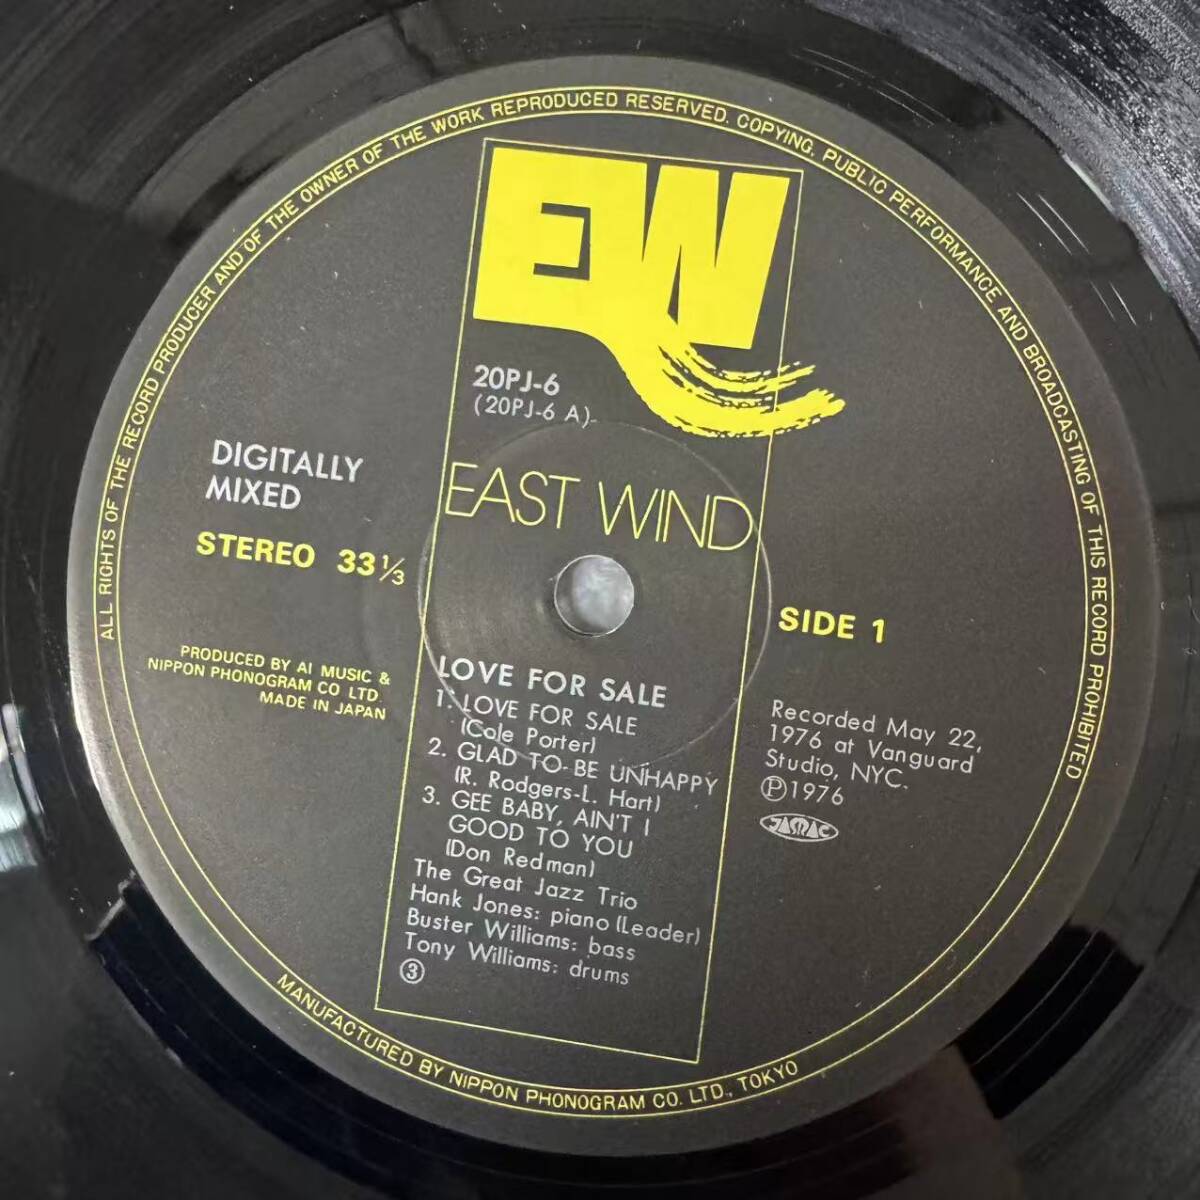 ALL RIGHTS OF THE RECORD PRODUCER AND OF THE OWNER OF THE WORK REPRODUCED RESERVED. COPYING, PUBLIC PERFORMANCE AND BROADCASTING OF THIS RECORD PROHIBITED
EW
20PJ-6
(20PJ-6 A)
EAST WIND
DIGITALLY
MIXED
STEREO 33⅓
SIDE 1
PRODUCED BY AI MUSIC &
NIPPON PHONOGRAM CO LTD.
MADE IN JAPAN
LOVE FOR SALE
1. LOVE FOR SALE
(Cole Porter)
2. GLAD TO BE UNHAPPY
(R. Rodgers-L. Hart)
3. GEE BABY, AIN'T I
GOOD TO YOU
(Don Redman)
The Great Jazz Trio
Hank Jones: piano (Leader)
Buster Williams: bass
Tony Williams: drums
③
Recorded May 22,
1976 at Vanguard
Studio, NYC.
Ⓟ1976
JASRAC
MANUFACTURED BY NIPPON PHONOGRAM CO. LTD., TOKYO